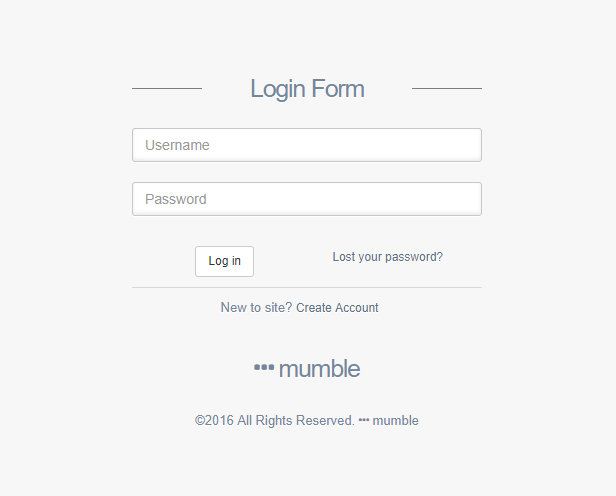 Login Form
Username
Password
Log in Lost your password?
New to site? Create Account
mumble
©2016 All Rights Reserved. mumble